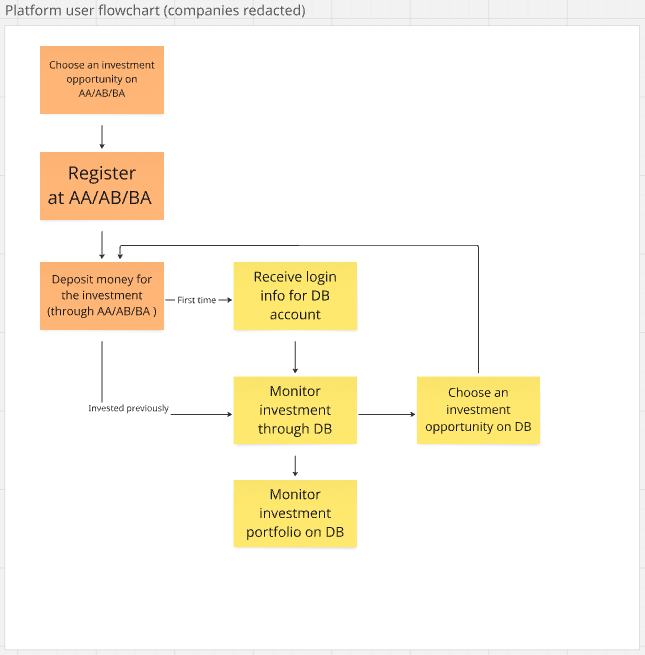 Platform user flowchart (companies redacted)
Choose an investment
opportunity on
AA/AB/BA
Register
at AA/AB/BA
Deposit money for
the investment
(through AA/AB/BA )
First time
Receive login
info for DB
account
Invested previously
Monitor
investment
through DB
Choose an
investment
opportunity on DB
Monitor
investment
portfolio on DB